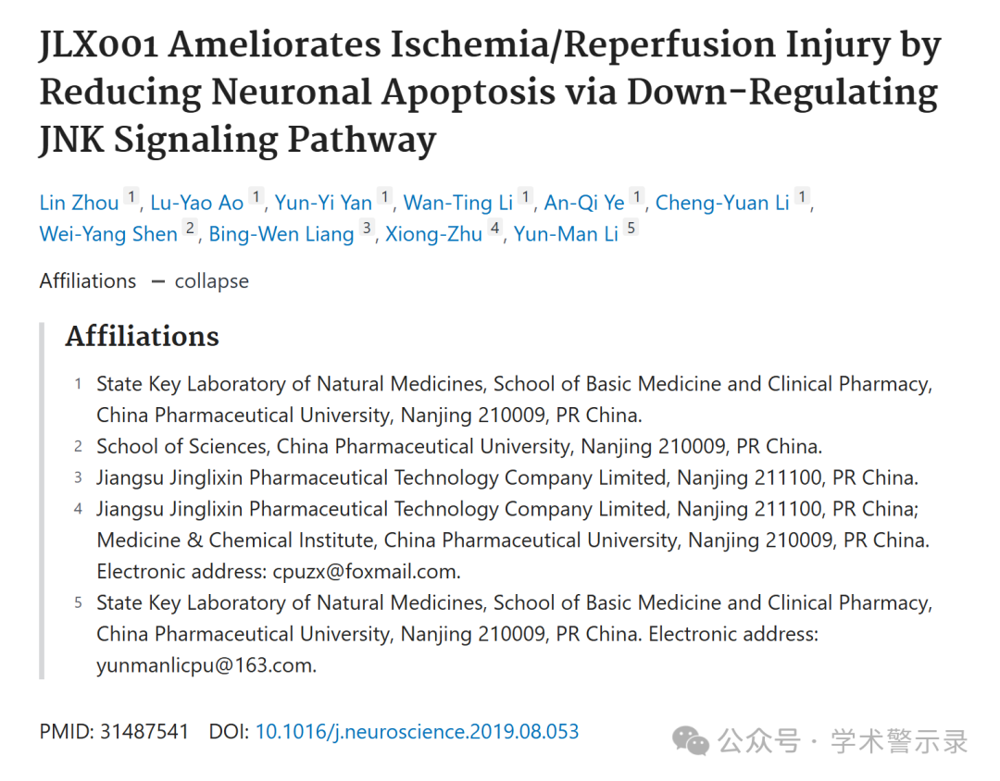 JLX001 Ameliorates Ischemia/Reperfusion Injury by
Reducing Neuronal Apoptosis via Down-Regulating
JNK Signaling Pathway
Lin Zhou 1, Lu-Yao Ao 1, Yun-Yi Yan 1, Wan-Ting Li 1, An-Qi Ye 1, Cheng-Yuan Li 1,
Wei-Yang Shen 2, Bing-Wen Liang 3, Xiong-Zhu 4, Yun-Man Li 5
Affiliations — collapse
Affiliations
1 State Key Laboratory of Natural Medicines, School of Basic Medicine and Clinical Pharmacy,
China Pharmaceutical University, Nanjing 210009, PR China.
2 School of Sciences, China Pharmaceutical University, Nanjing 210009, PR China.
3 Jiangsu Jinglixin Pharmaceutical Technology Company Limited, Nanjing 211100, PR China.
4 Jiangsu Jinglixin Pharmaceutical Technology Company Limited, Nanjing 211100, PR China;
Medicine & Chemical Institute, China Pharmaceutical University, Nanjing 210009, PR China.
Electronic address: cpuzx@foxmail.com.
5 State Key Laboratory of Natural Medicines, School of Basic Medicine and Clinical Pharmacy,
China Pharmaceutical University, Nanjing 210009, PR China. Electronic address:
yunmanlicpu@163.com.
PMID: 31487541 DOI: 10.1016/j.neuroscience.2019.08.053
公众号 · 学术警示录